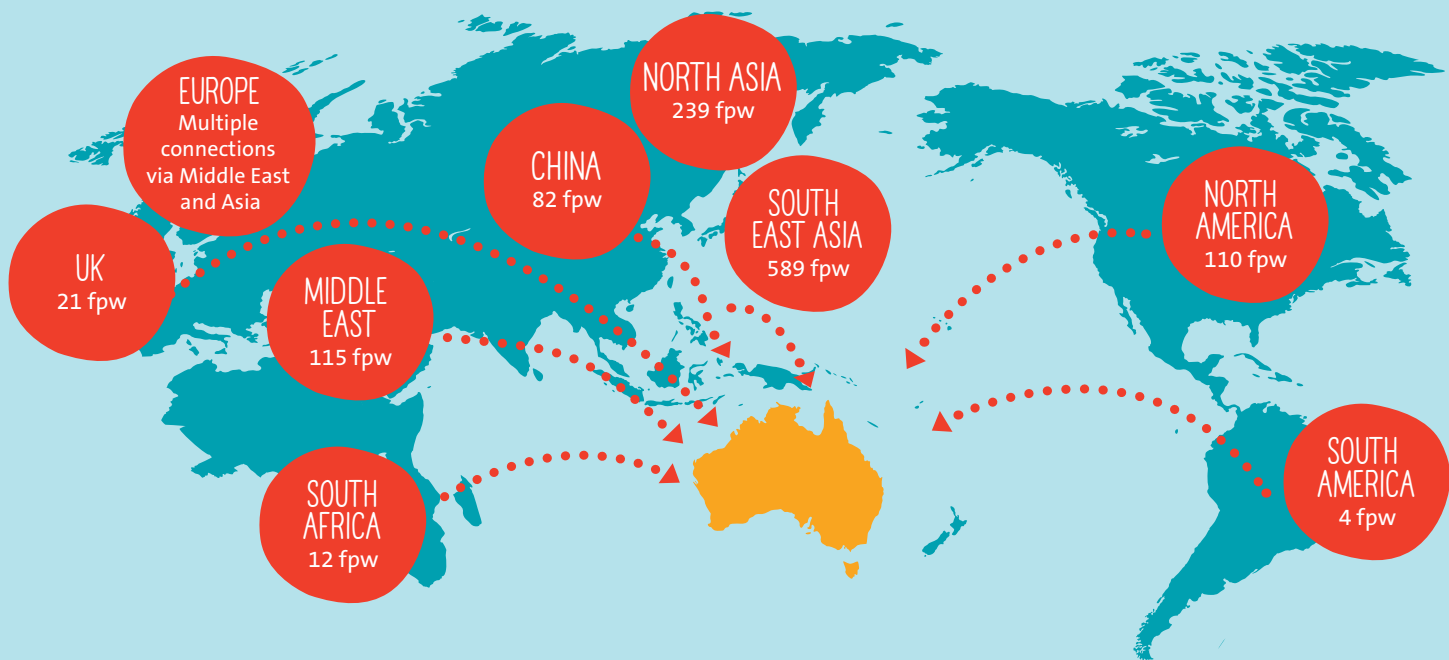 EUROPE
Multiple
connections
via Middle East
and Asia
NORTH ASIA
239 fpw
CHINA
82 fpw
SOUTH
EAST ASIA
589 fpw
NORTH
AMERICA
110 fpw
UK
21 fpw
MIDDLE
EAST
115 fpw
SOUTH
AFRICA
12 fpw
SOUTH
AMERICA
4 fpw